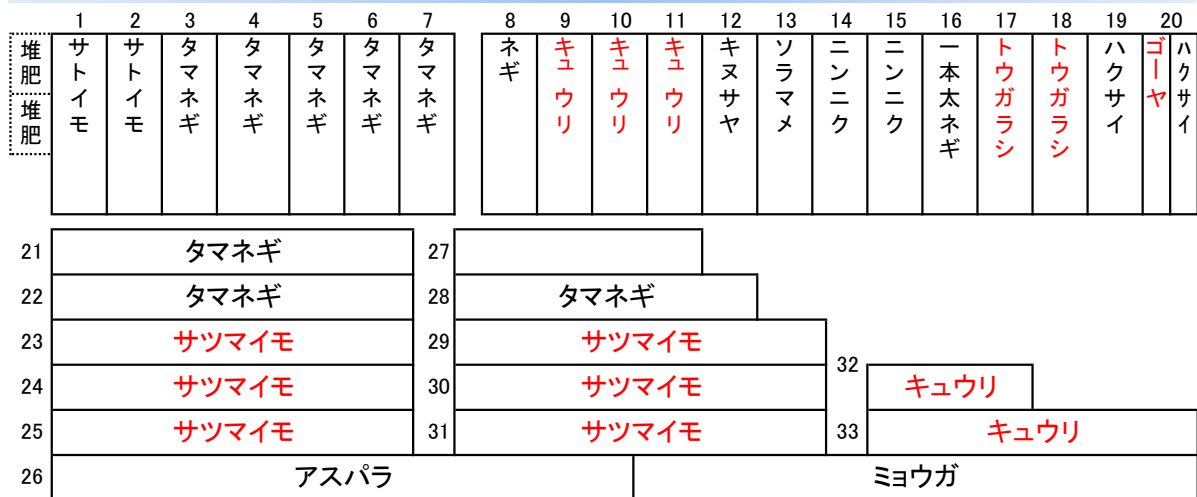 1 2 3 4 5 6 7 8 9 10 11 12 13 14 15 16 17 18 19 20
堆肥
堆肥
サトイモ
サトイモ
タマネギ
タマネギ
タマネギ
タマネギ
タマネギ
ネギ
キュウリ
キュウリ
キュウリ
キヌサヤ
ソラマメ
ニンニク
ニンニク
一本太ネギ
トウガラシ
トウガラシ
ハクサイ
ゴーヤ
ハクサイ
21 タマネギ 27
22 タマネギ 28 タマネギ
23 サツマイモ 29 サツマイモ
24 サツマイモ 30 サツマイモ 32 キュウリ
25 サツマイモ 31 サツマイモ 33 キュウリ
26 アスパラ ミョウガ